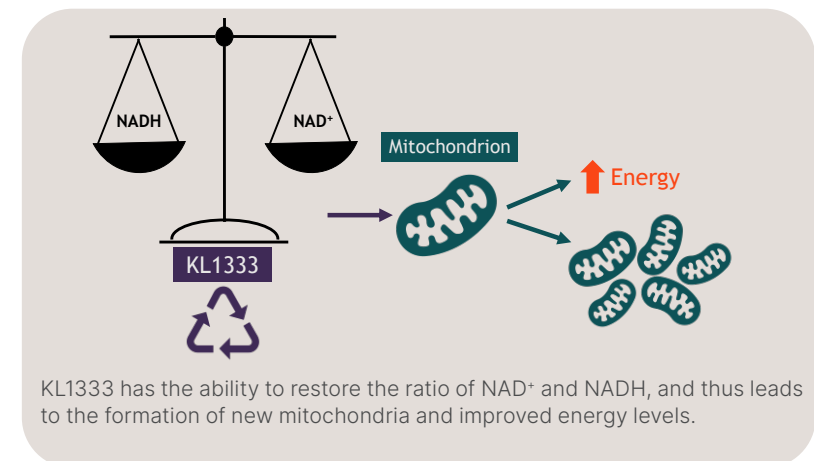 NADH
NAD⁺
Mitochondrion
Energy
KL1333
KL1333 has the ability to restore the ratio of NAD⁺ and NADH, and thus leads
to the formation of new mitochondria and improved energy levels.